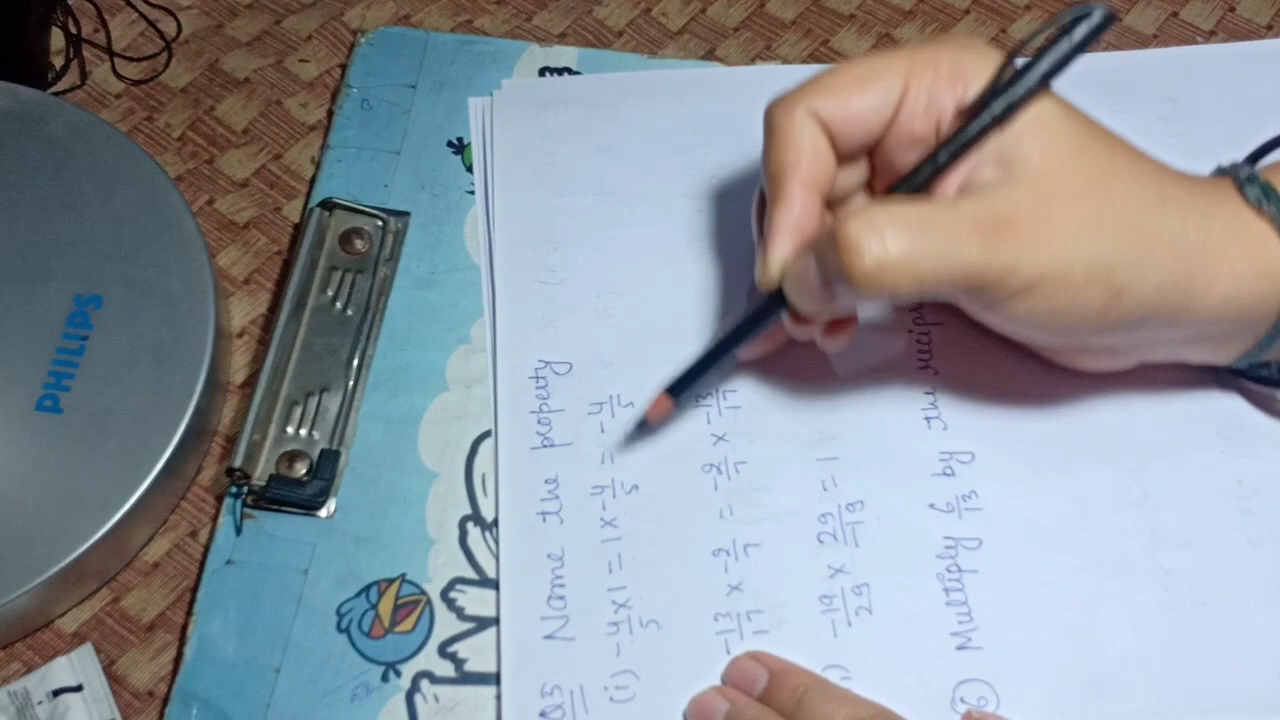 PHILIPS
Q5 Name the property
(i) -4/5 × 1 = 1 × -4/5 = -4/5
-13/17 × -2/7 = -2/7 × -13/17
) -19/29 × 29/-19 = 1
6) Multiply 6/13 by the